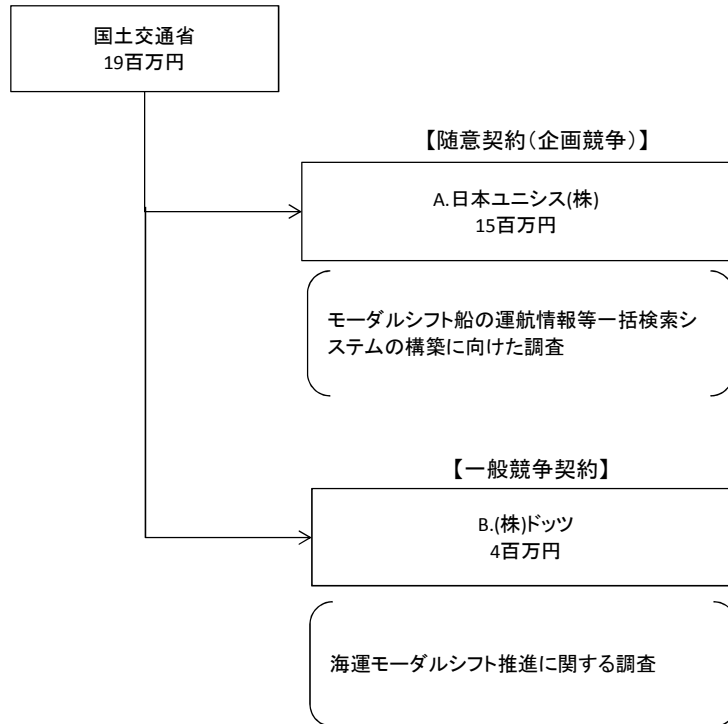 国土交通省
19百万円
【随意契約（企画競争）】
A.日本ユニシス(株)
15百万円
モーダルシフト船の運航情報等一括検索シ
ステムの構築に向けた調査
【一般競争契約】
B.(株)ドッツ
4百万円
海運モーダルシフト推進に関する調査